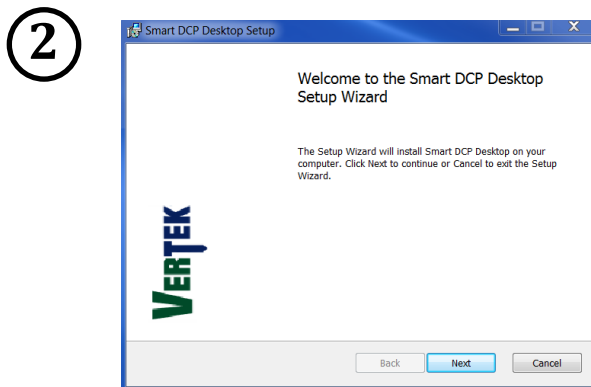 2
Smart DCP Desktop Setup
X
Welcome to the Smart DCP Desktop
Setup Wizard
The Setup Wizard will install Smart DCP Desktop on your
computer. Click Next to continue or Cancel to exit the Setup
Wizard.
VERTEK
Back Next Cancel